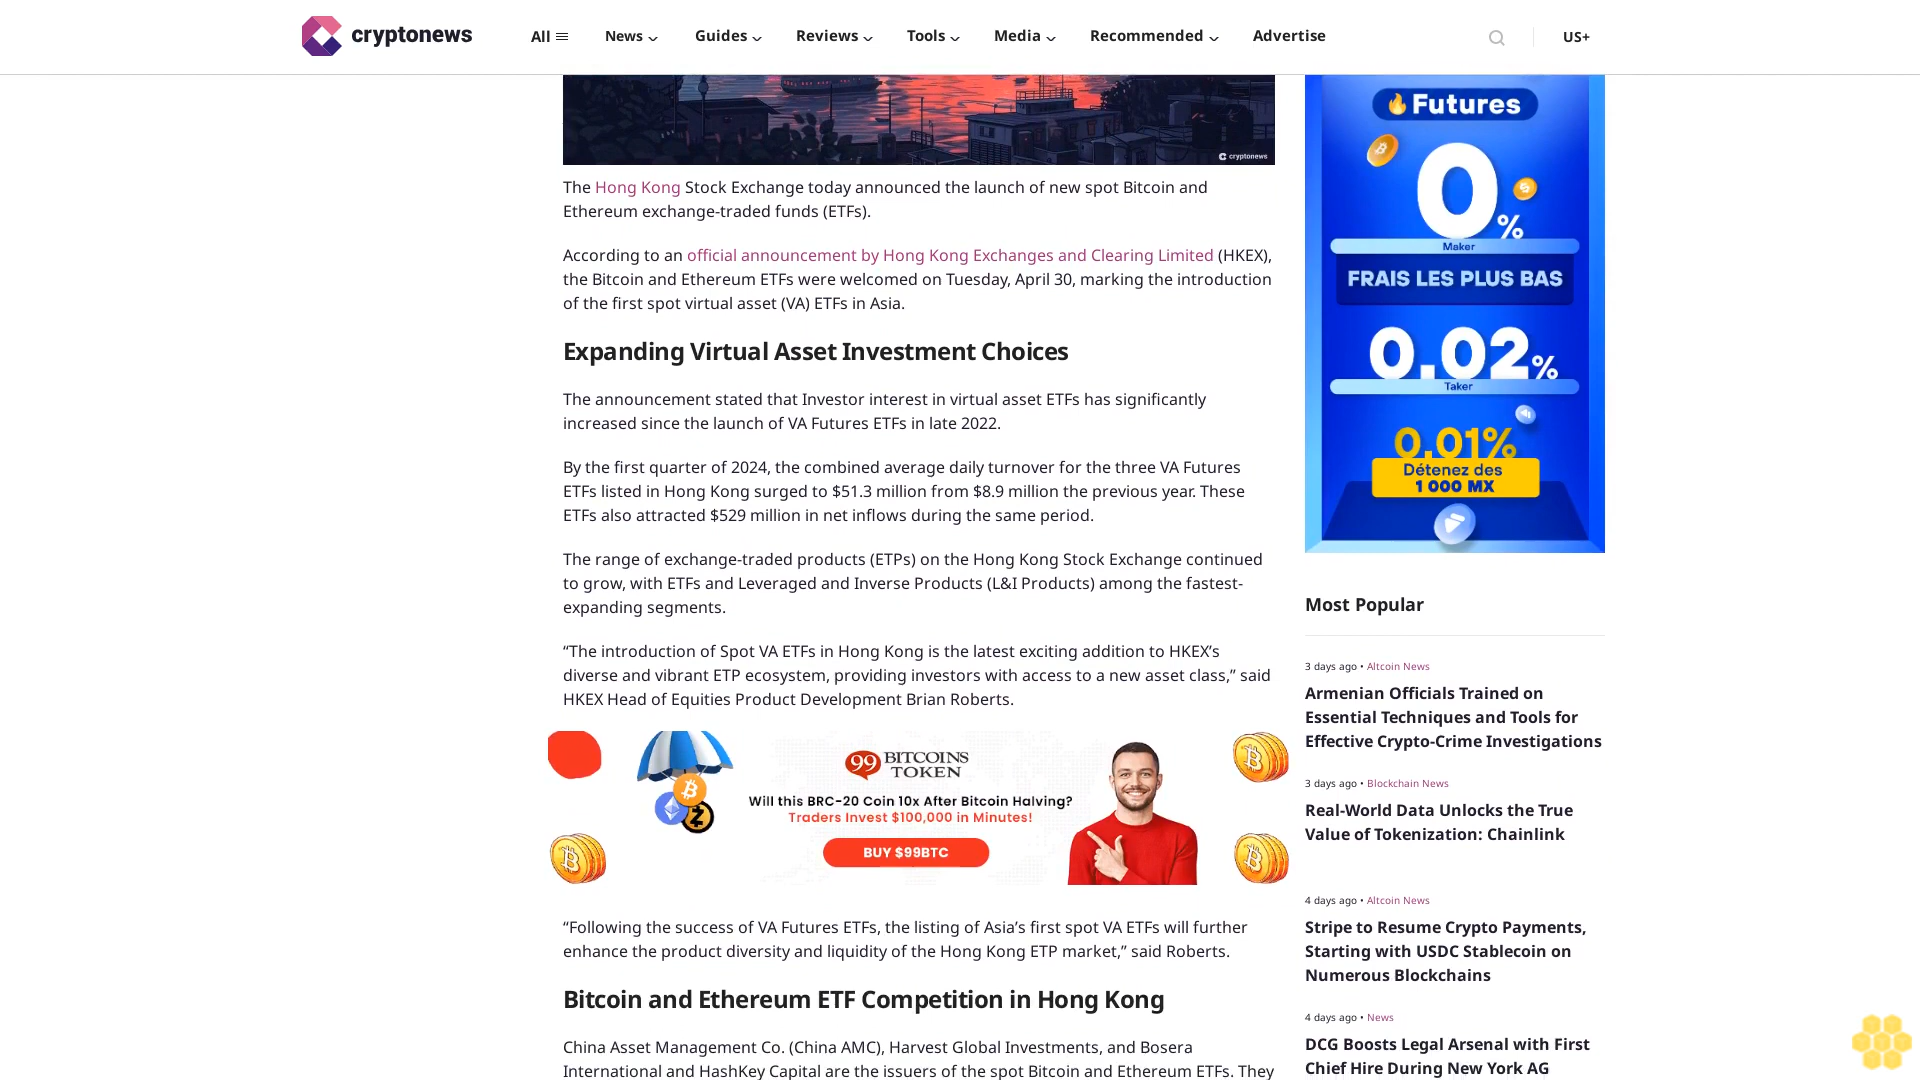 cryptonews
All
News
Guides
Reviews
Tools
Media
Recommended
Advertise
US+
cryptonews
The Hong Kong Stock Exchange today announced the launch of new spot Bitcoin and
Ethereum exchange-traded funds (ETFs).
According to an official announcement by Hong Kong Exchanges and Clearing Limited (HKEX),
the Bitcoin and Ethereum ETFs were welcomed on Tuesday, April 30, marking the introduction
of the first spot virtual asset (VA) ETFs in Asia.
Expanding Virtual Asset Investment Choices
The announcement stated that Investor interest in virtual asset ETFs has significantly
increased since the launch of VA Futures ETFs in late 2022.
By the first quarter of 2024, the combined average daily turnover for the three VA Futures
ETFs listed in Hong Kong surged to $51.3 million from $8.9 million the previous year. These
ETFs also attracted $529 million in net inflows during the same period.
The range of exchange-traded products (ETPs) on the Hong Kong Stock Exchange continued
to grow, with ETFs and Leveraged and Inverse Products (L&I Products) among the fastest-
expanding segments.
“The introduction of Spot VA ETFs in Hong Kong is the latest exciting addition to HKEX’s
diverse and vibrant ETP ecosystem, providing investors with access to a new asset class,” said
HKEX Head of Equities Product Development Brian Roberts.
99 BITCOINS
TOKEN
Will this BRC-20 Coin 10x After Bitcoin Halving?
Traders Invest $100,000 in Minutes!
BUY $99BTC
“Following the success of VA Futures ETFs, the listing of Asia’s first spot VA ETFs will further
enhance the product diversity and liquidity of the Hong Kong ETP market,” said Roberts.
Bitcoin and Ethereum ETF Competition in Hong Kong
China Asset Management Co. (China AMC), Harvest Global Investments, and Bosera
International and HashKey Capital are the issuers of the spot Bitcoin and Ethereum ETFs. They
Futures
0%
Maker
FRAIS LES PLUS BAS
0.02%
Taker
0.01%
Détenez des
1 000 MX
Most Popular
3 days ago • Altcoin News
Armenian Officials Trained on
Essential Techniques and Tools for
Effective Crypto-Crime Investigations
3 days ago • Blockchain News
Real-World Data Unlocks the True
Value of Tokenization: Chainlink
4 days ago • Altcoin News
Stripe to Resume Crypto Payments,
Starting with USDC Stablecoin on
Numerous Blockchains
4 days ago • News
DCG Boosts Legal Arsenal with First
Chief Hire During New York AG